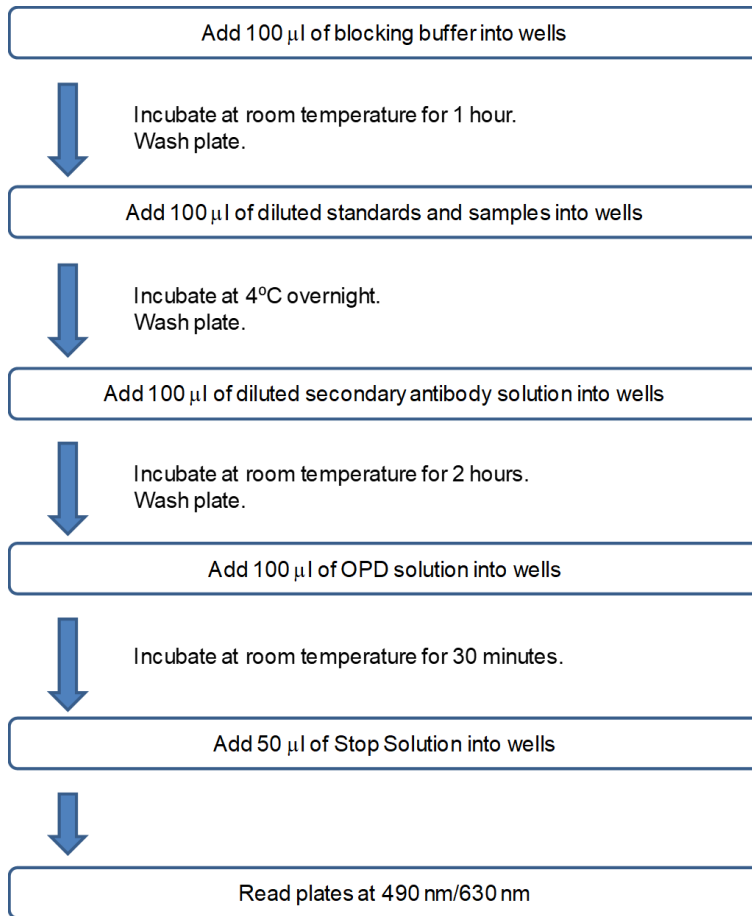 Add 100 μl of blocking buffer into wells
Incubate at room temperature for 1 hour.
Wash plate.
Add 100 μl of diluted standards and samples into wells
Incubate at 4⁰C overnight.
Wash plate.
Add 100 μl of diluted secondary antibody solution into wells
Incubate at room temperature for 2 hours.
Wash plate.
Add 100 μl of OPD solution into wells
Incubate at room temperature for 30 minutes.
Add 50 μl of Stop Solution into wells
Read plates at 490 nm/630 nm